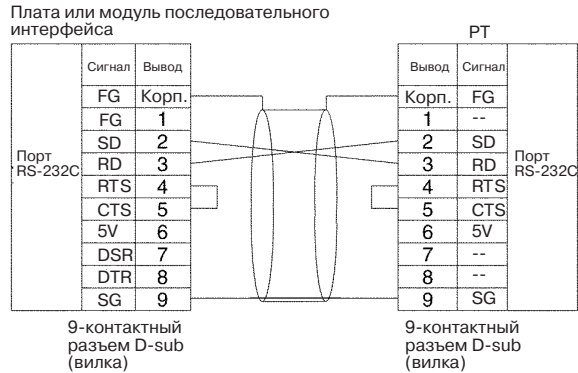 Плата или модуль последовательного
интерфейса
PT
Сигнал Вывод Вывод Сигнал
FG Корп. Корп. FG
FG 1 1 --
SD 2 2 SD
RD 3 3 RD
Порт
RS-232C
Порт
RS-232C
RTS 4 4 RTS
CTS 5 5 CTS
5V 6 6 5V
DSR 7 7 --
DTR 8 8 --
SG 9 9 SG
9-контактный
разъем D-sub
(вилка)
9-контактный
разъем D-sub
(вилка)